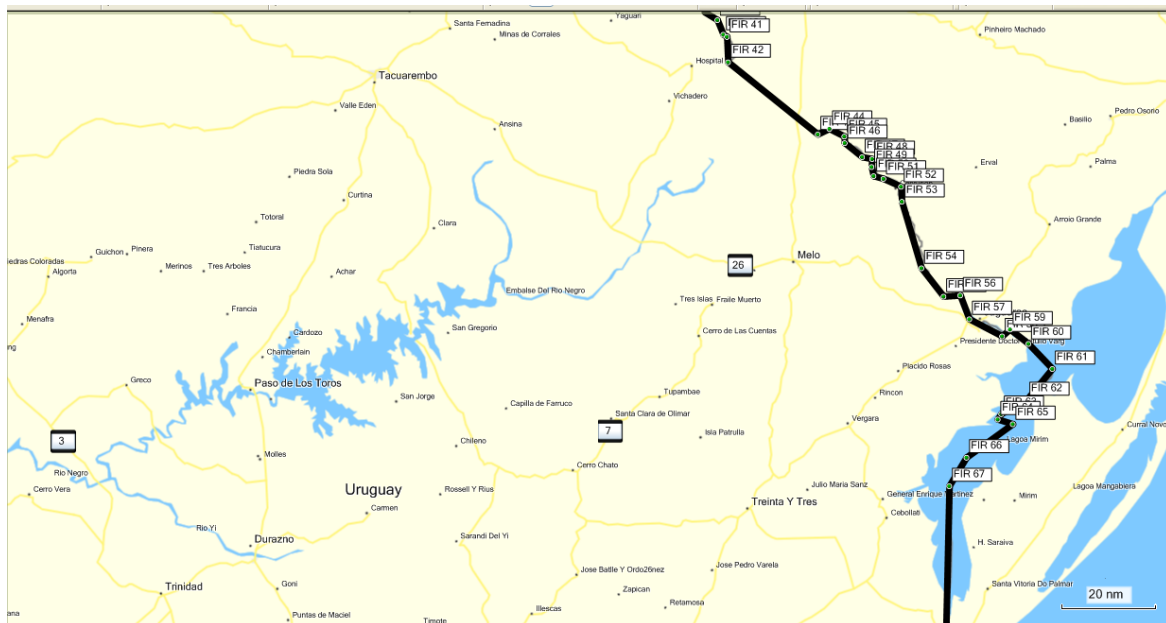 Yaguari
Santa Fernadina
FIR 41
Minas de Corrales
Pinheiro Machado
FIR 42
Hospital
Tacuarembo
Vichadero
Valle Eden
Pedro Osorio
FIR 44
Basilio
Ansina
FIR 46
FIR 48
FIR 49
Erval
Palma
FIR 51
Piedra Sola
FIR 52
FIR 53
Curtina
Totoral
Clara
Arroio Grande
Tiatucura
Guichon
Pinera
Melo
FIR 54
Merinos
Tres Arboles
26
Algorta
Achar
FIR 56
Embalse Del Rio Negro
Tres Islas
Fraile Muerto
Francia
FIR 57
Menafra
FIR 59
San Gregorio
Cerro de Las Cuentas
FIR 60
Cardozo
Chamberlain
FIR 61
Placido Rosas
Greco
Paso de Los Toros
FIR 62
Tupambae
Rincon
San Jorge
Capilla de Farruco
Santa Clara de Olimar
FIR 65
Vergara
3
7
Isla Patrulla
Lagoa Mirim
Chileno
FIR 66
Molles
Cerro Chato
Rio Negro
FIR 67
Julio Maria Sanz
Lagoa Mangabiera
Uruguay
Rossell Y Rius
Cerro Vera
Mirim
Treinta Y Tres
Carmen
Cebollati
Rio Yi
Durazno
Sarandi Del Yi
H. Saraiva
Jose Pedro Varela
Jose Batlle Y Ordo26nez
Goni
Santa Vitoria Do Palmar
Trinidad
Zapican
20 nm
Retamosa
Illescas
Puntas de Maciel
Timote